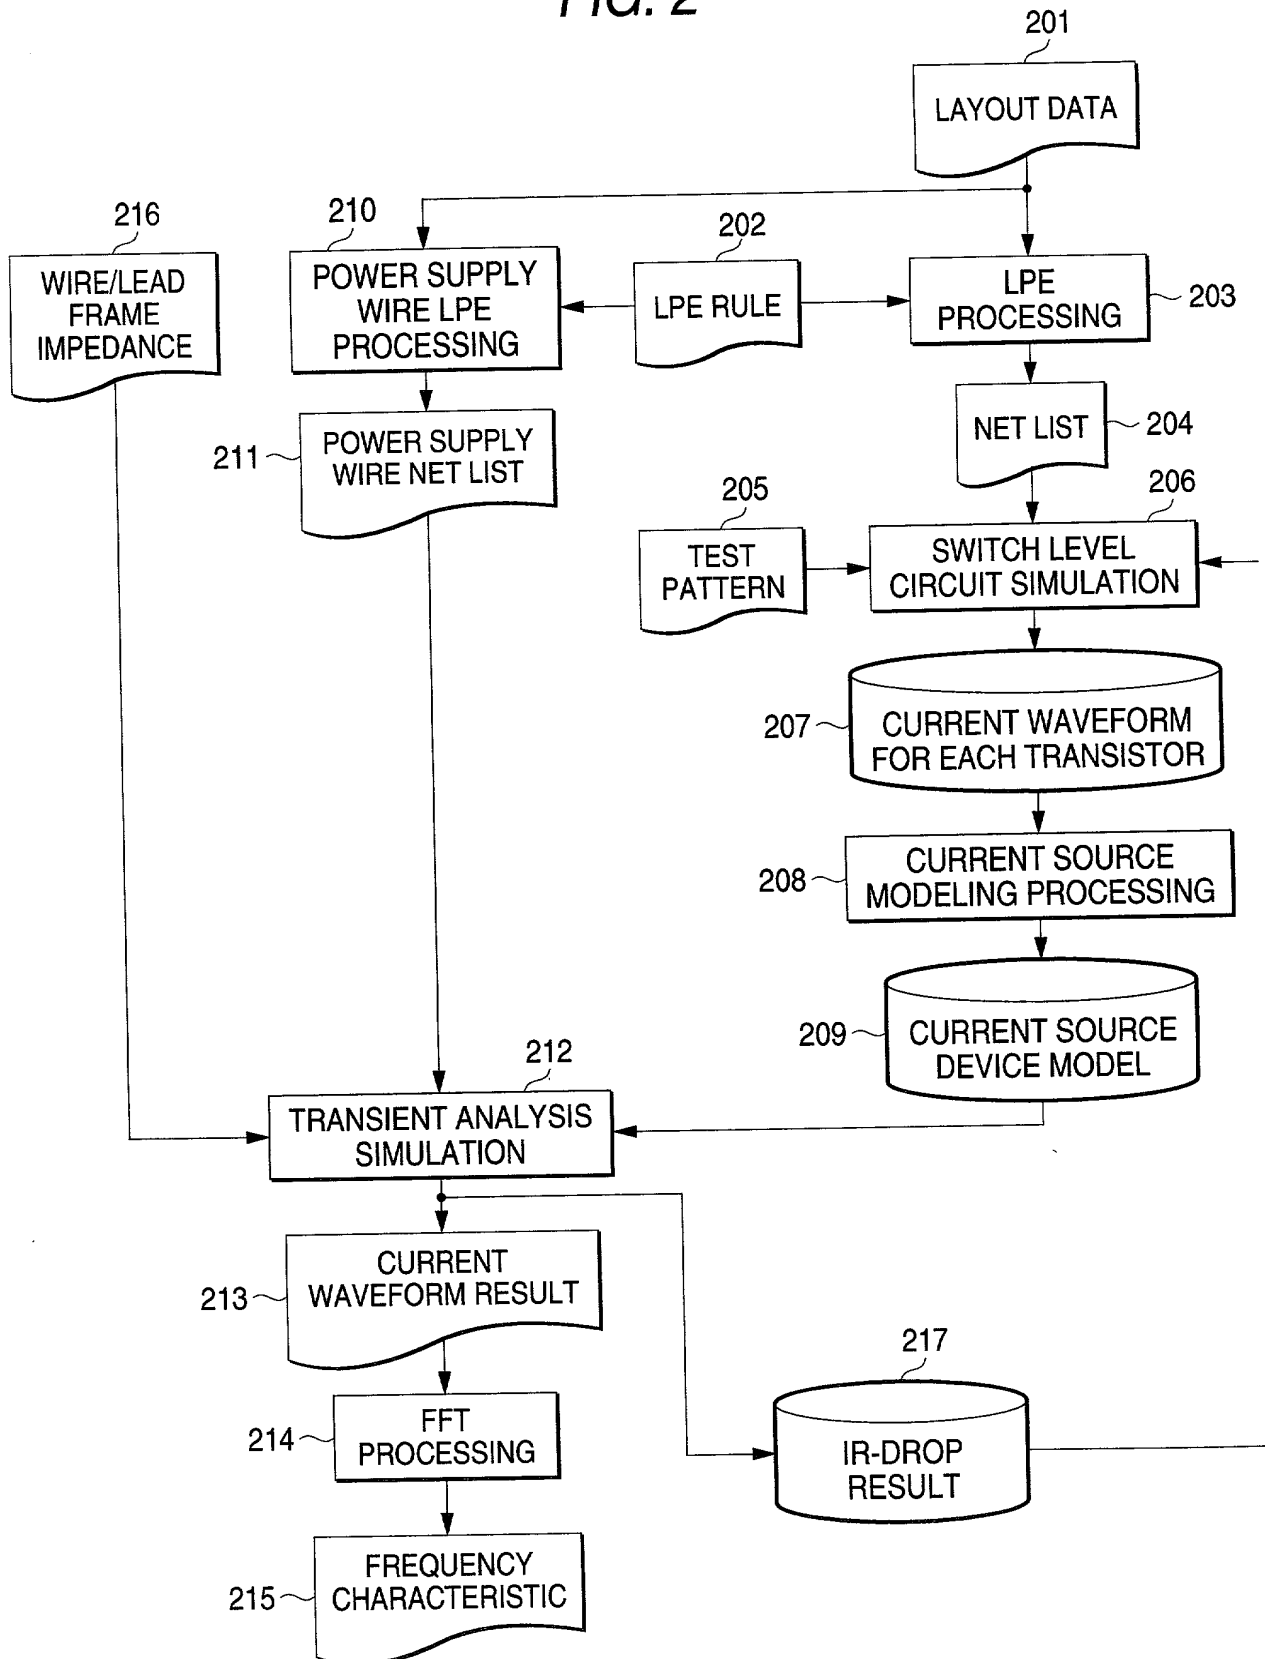 FIG. 2
201
LAYOUT DATA
216
WIRE/LEAD
FRAME
IMPEDANCE
210
POWER SUPPLY
WIRE LPE
PROCESSING
202
LPE RULE
LPE
PROCESSING
203
211
POWER SUPPLY
WIRE NET LIST
NET LIST
204
205
TEST
PATTERN
206
SWITCH LEVEL
CIRCUIT SIMULATION
207
CURRENT WAVEFORM
FOR EACH TRANSISTOR
208
CURRENT SOURCE
MODELING PROCESSING
209
CURRENT SOURCE
DEVICE MODEL
212
TRANSIENT ANALYSIS
SIMULATION
213
CURRENT
WAVEFORM RESULT
214
FFT
PROCESSING
217
IR-DROP
RESULT
215
FREQUENCY
CHARACTERISTIC